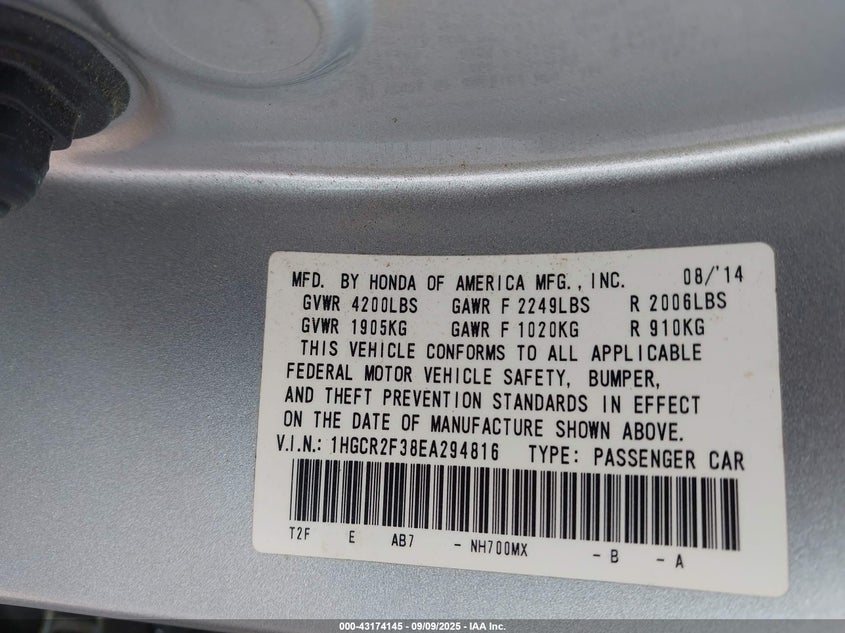 MFD. BY HONDA OF AMERICA MFG., INC. 08/'14
GVWR 4200LBS GAWR F 2249LBS R 2006LBS
GVWR 1905KG GAWR F 1020KG R 910KG
THIS VEHICLE CONFORMS TO ALL APPLICABLE
FEDERAL MOTOR VEHICLE SAFETY, BUMPER,
AND THEFT PREVENTION STANDARDS IN EFFECT
ON THE DATE OF MANUFACTURE SHOWN ABOVE.
V.I.N.: 1HGCR2F38EA294816 TYPE: PASSENGER CAR
T2F E AB7 - NH700MX - B - A
000-43174145 - 09/09/2025 - IAA Inc.